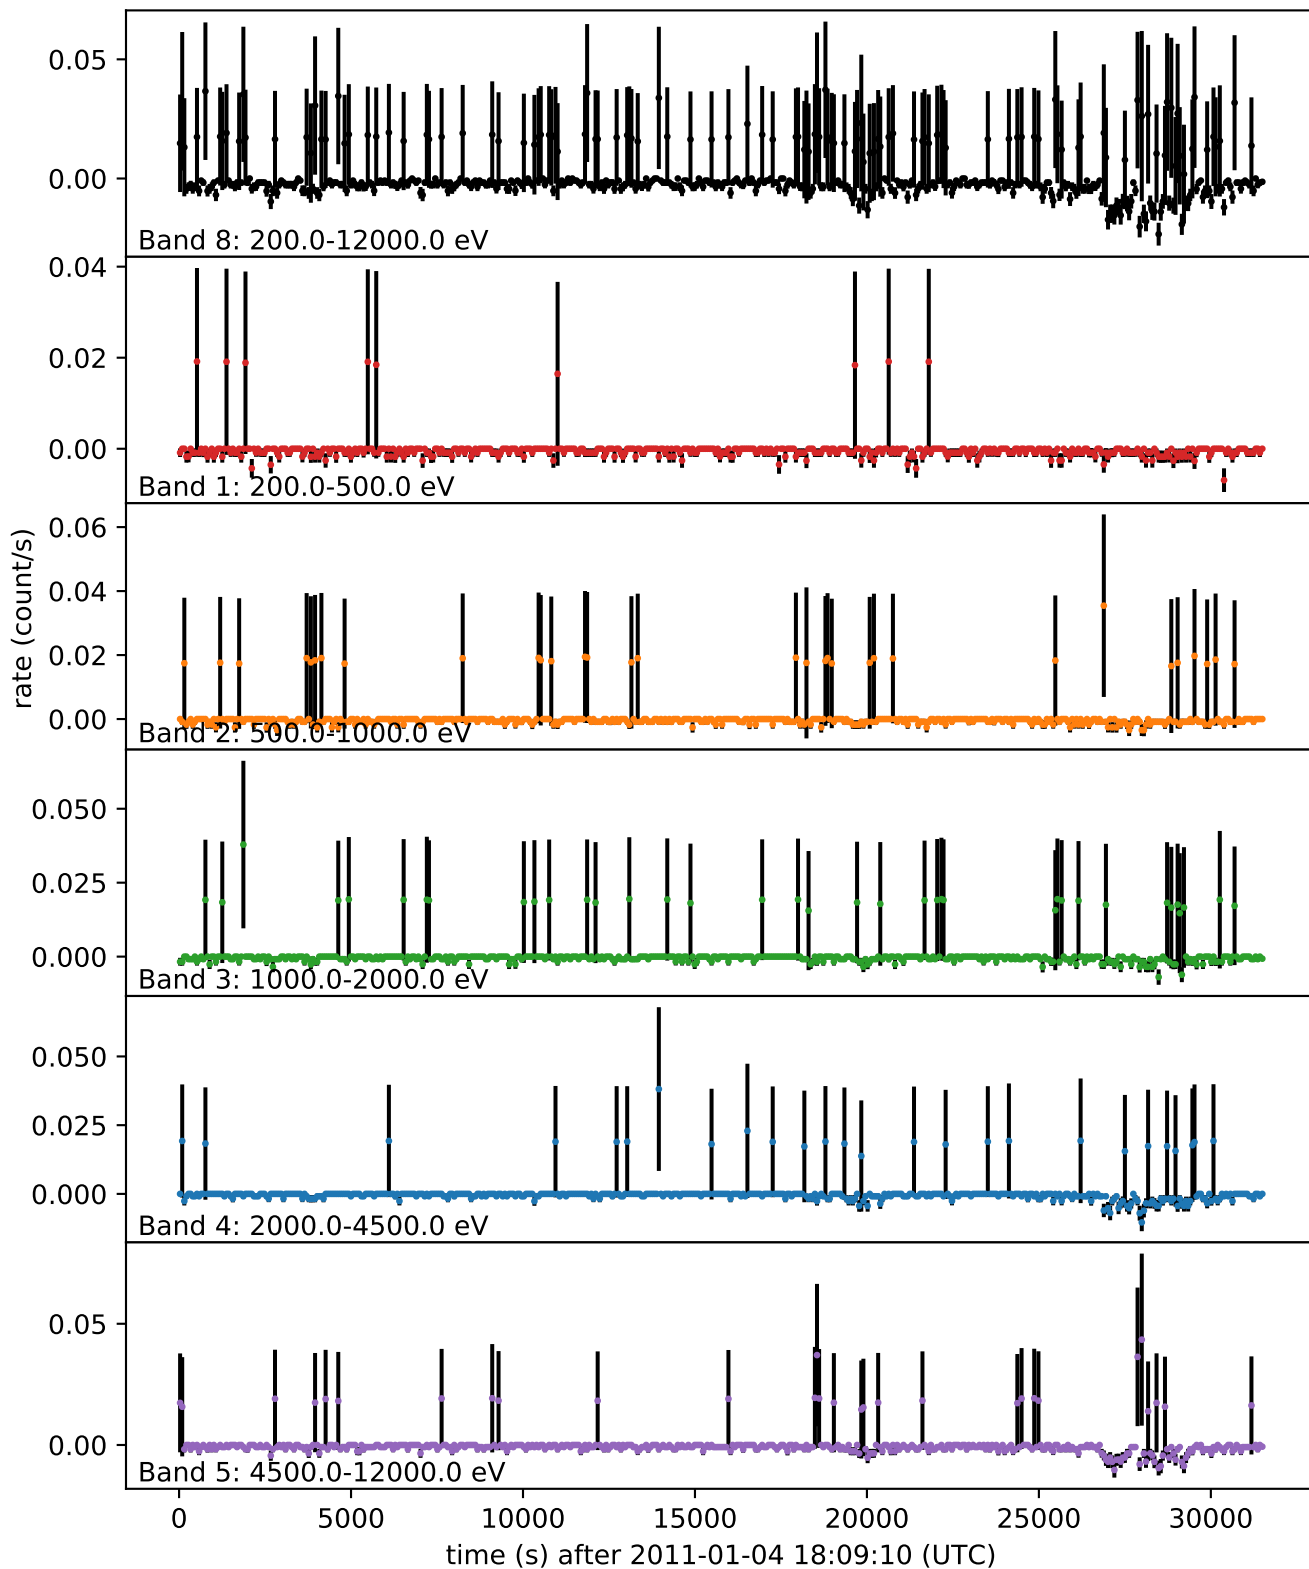 0.05
0.00
Band 8: 200.0-12000.0 eV
0.04
0.02
0.00
Band 1: 200.0-500.0 eV
0.06
0.04
0.02
0.00
Band 2: 500.0-1000.0 eV
rate (count/s)
0.050
0.025
0.000
Band 3: 1000.0-2000.0 eV
0.050
0.025
0.000
Band 4: 2000.0-4500.0 eV
0.05
0.00
Band 5: 4500.0-12000.0 eV
0 5000 10000 15000 20000 25000 30000
time (s) after 2011-01-04 18:09:10 (UTC)